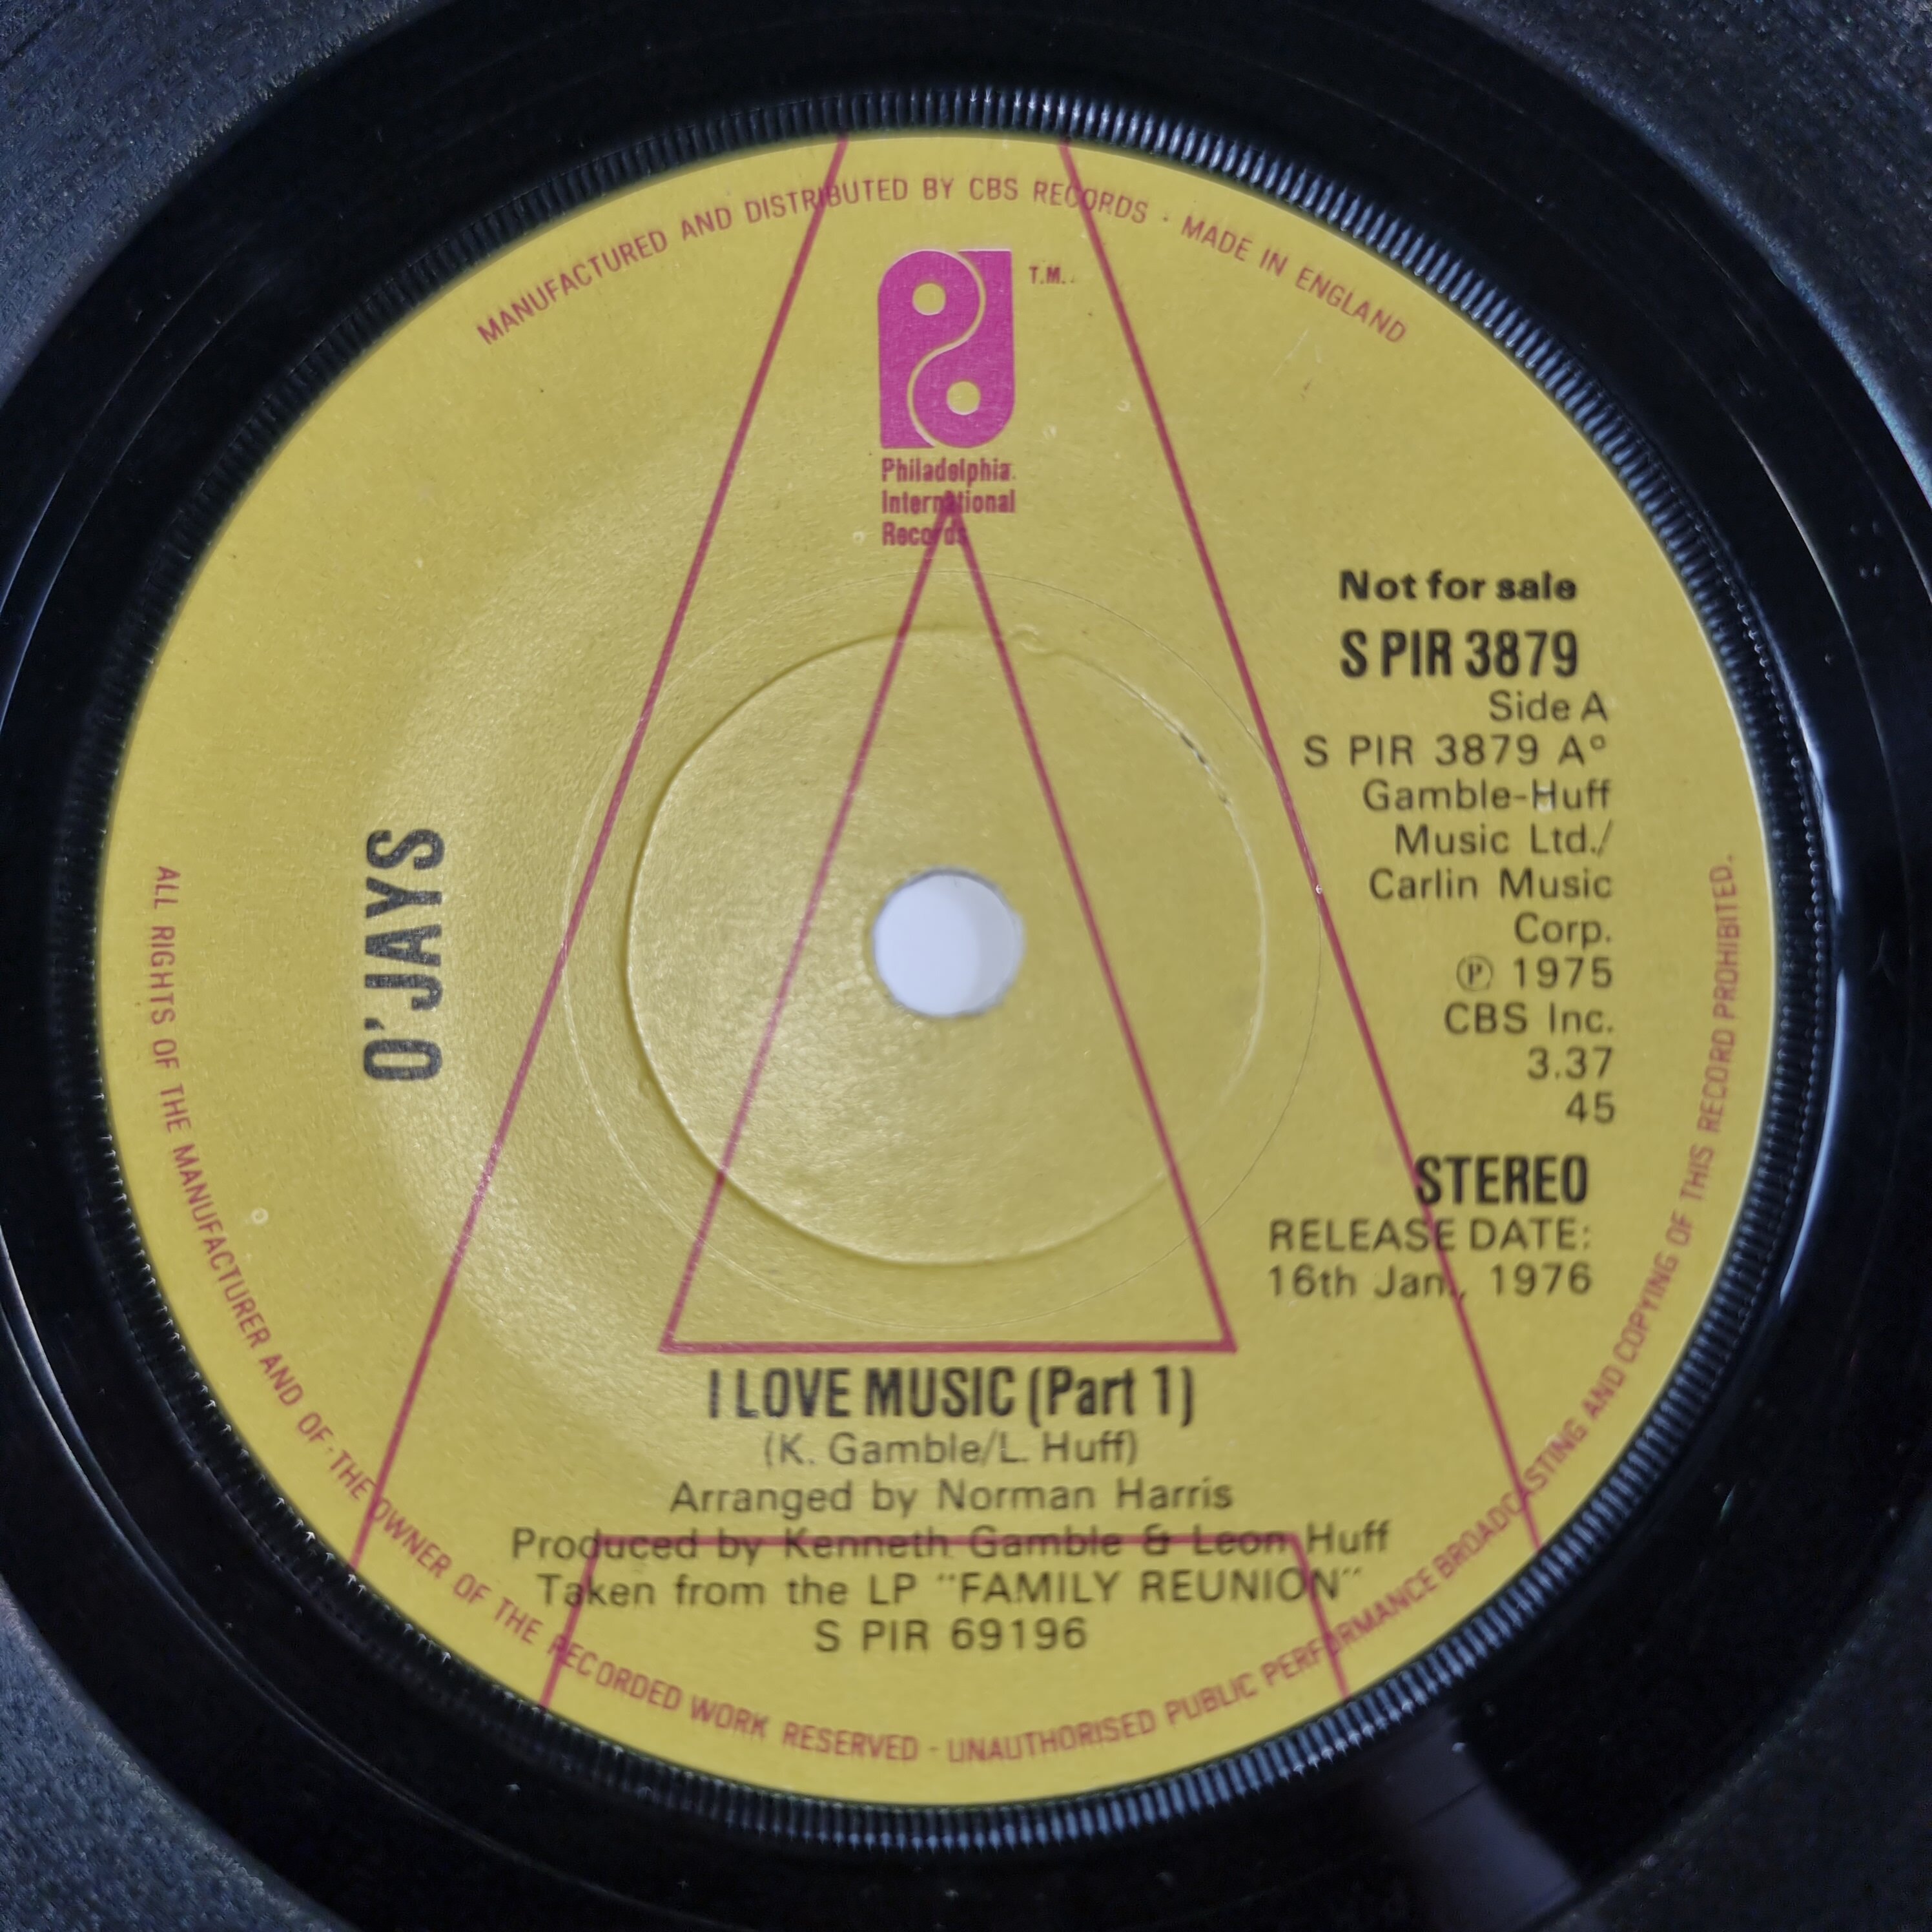 MANUFACTURED AND DISTRIBUTED BY CBS RECORDS · MADE IN ENGLAND
T.M.
Philadelphia
International
Records
Not for sale
S PIR 3879
Side A
S PIR 3879 A°
Gamble-Huff
Music Ltd./
Carlin Music
Corp.
℗ 1975
CBS Inc.
3.37
45
STEREO
RELEASE DATE:
16th Jan., 1976
O'JAYS
I LOVE MUSIC (Part 1)
(K. Gamble/L. Huff)
Arranged by Norman Harris
Produced by Kenneth Gamble & Leon Huff
Taken from the LP "FAMILY REUNION"
S PIR 69196
ALL RIGHTS OF THE MANUFACTURER AND OF THE OWNER OF THE RECORDED WORK RESERVED · UNAUTHORISED PUBLIC PERFORMANCE BROADCASTING AND COPYING OF THIS RECORD PROHIBITED.